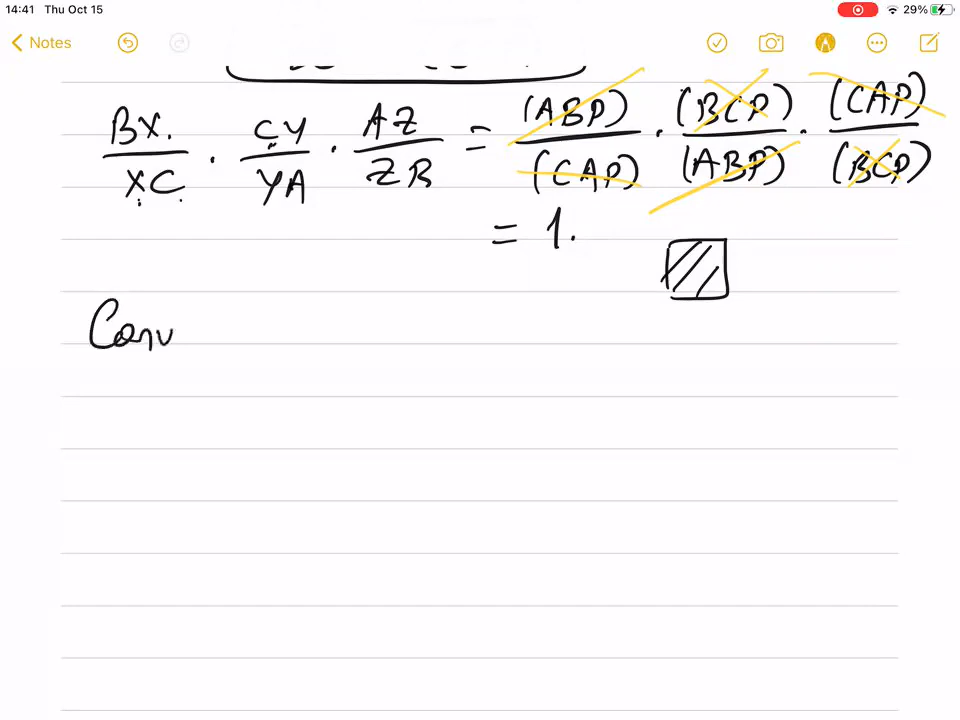 14:41 Thu Oct 15 29%
Notes
BX. / XC · CY / YA · AZ / ZB = (ABP) / (CAP) · (BCP) / (ABP) · (CAP) / (BCP)
= 1.
Conv